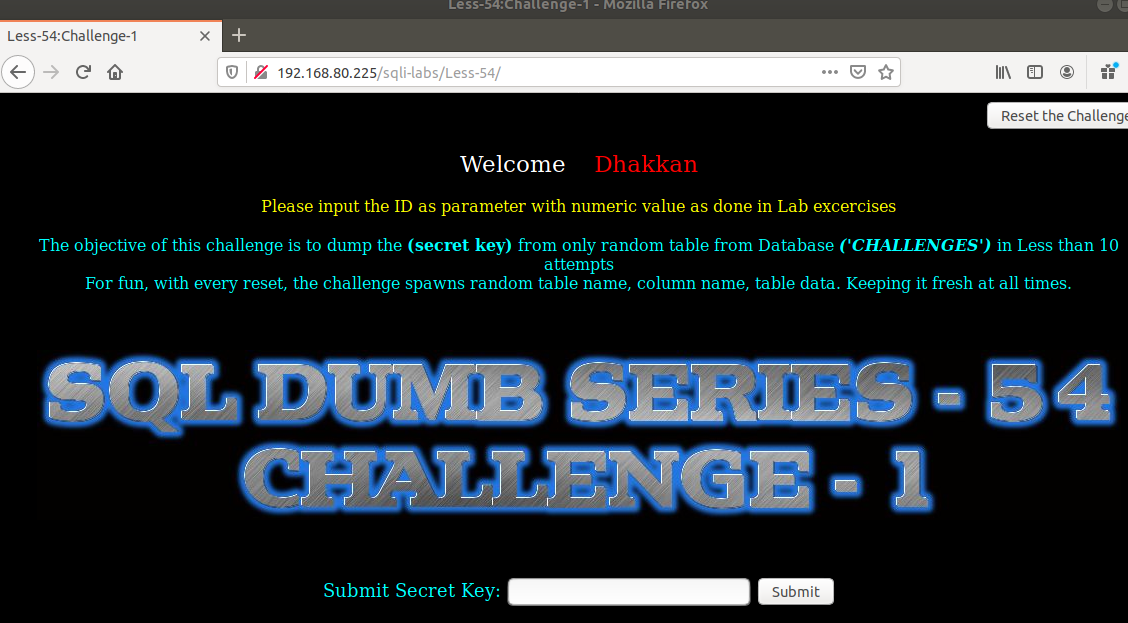 Less-54:Challenge-1 - Mozilla Firefox
Less-54:Challenge-1
192.168.80.225/sqli-labs/Less-54/
Reset the Challenge
Welcome Dhakkan
Please input the ID as parameter with numeric value as done in Lab excercises
The objective of this challenge is to dump the (secret key) from only random table from Database ('CHALLENGES') in Less than 10
attempts
For fun, with every reset, the challenge spawns random table name, column name, table data. Keeping it fresh at all times.
SQL DUMB SERIES - 54
CHALLENGE - 1
Submit Secret Key: Submit